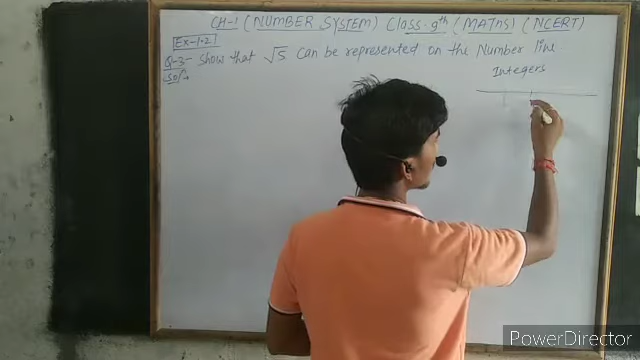 CH-1 (NUMBER SYSTEM) Class-9th (MATHS) (NCERT)
Ex-1.2
Q-3- Show that √5 can be represented on the Number line.
Sol-
Integers
PowerDirector